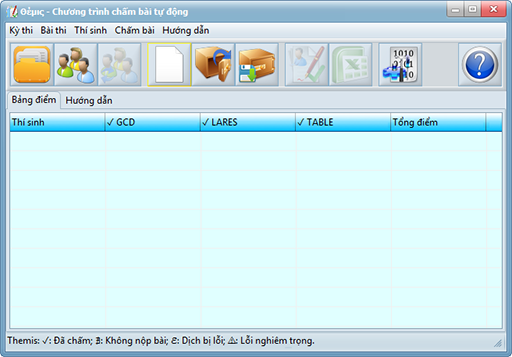 Θέμις - Chương trình chấm bài tự động
Kỳ thi Bài thi Thí sinh Chấm bài Hướng dẫn
1010
Bảng điểm Hướng dẫn
Thí sinh ✓ GCD ✓ LARES ✓ TABLE Tổng điểm
Themis: ✓: Đã chấm; ∃: Không nộp bài; ℰ: Dịch bị lỗi; ⚠: Lỗi nghiêm trọng.